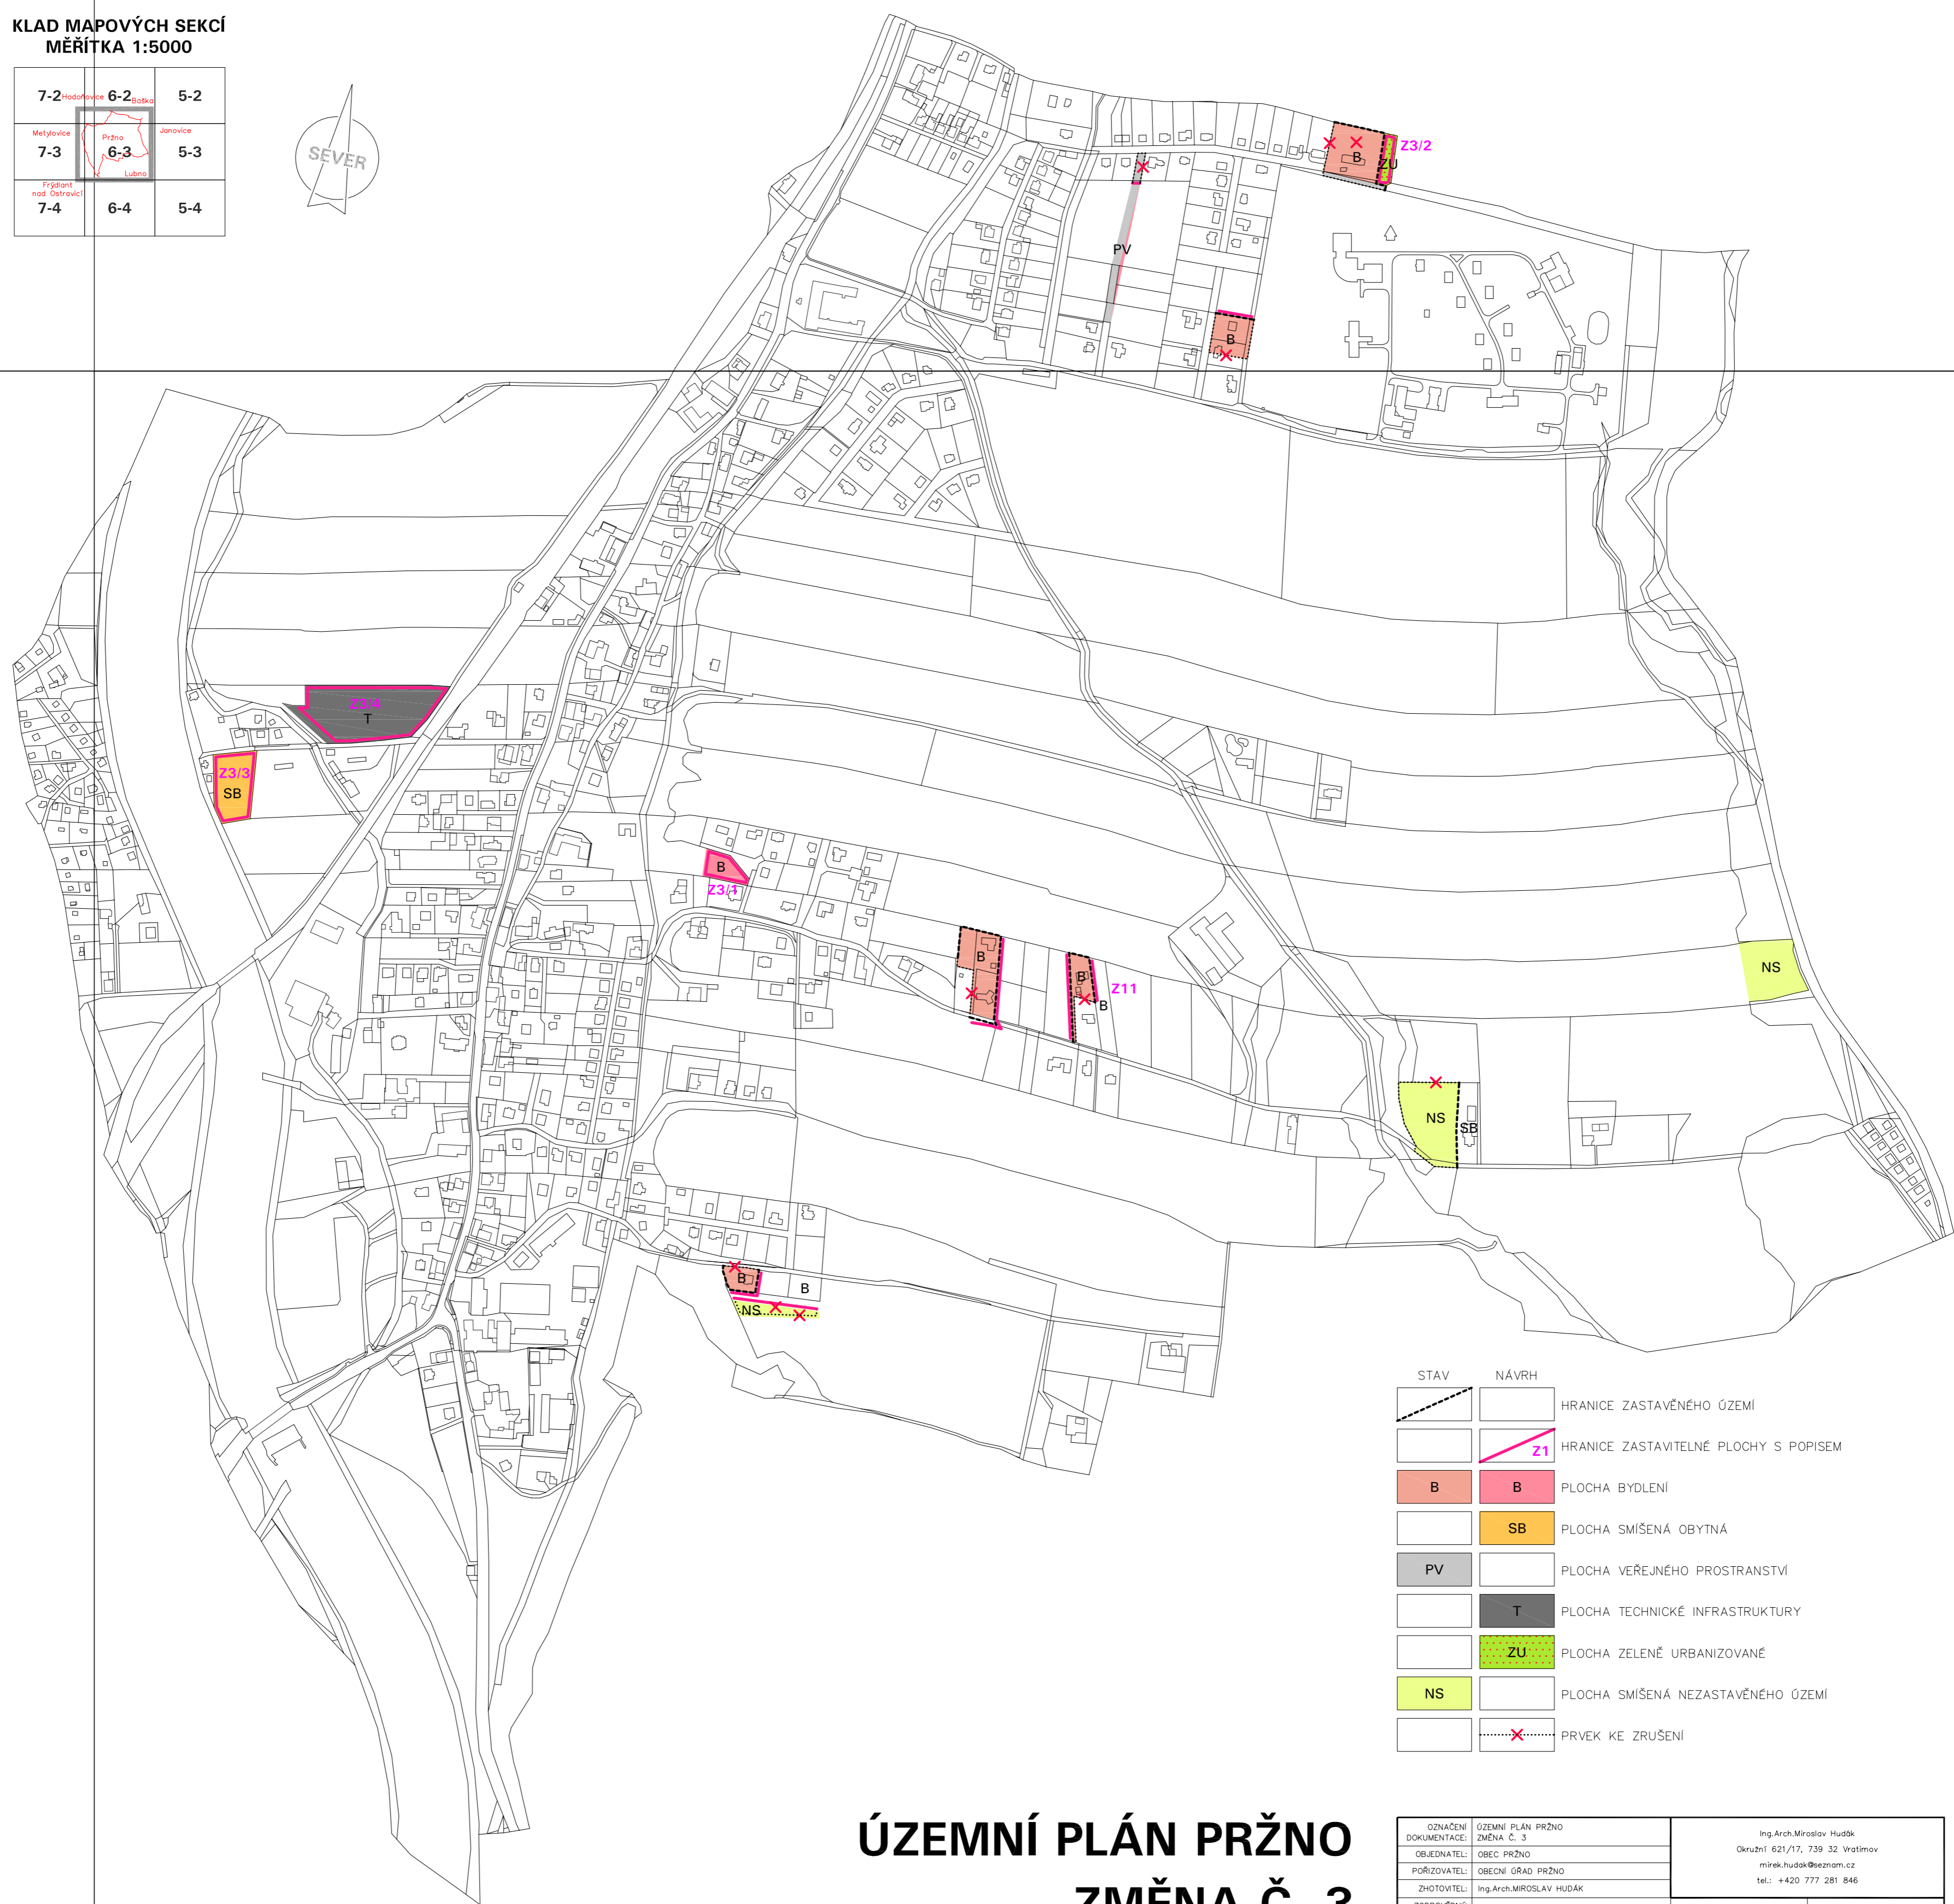 KLAD MAPOVÝCH SEKCÍ
MĚŘÍTKA 1:5000
7-2 Hodoňovice 6-2 Baška 5-2
Metylovice Pržno Janovice
7-3 6-3 5-3
Lubno
Frýdlant
nad Ostravicí
7-4 6-4 5-4
SEVER
B
ZU
Z3/2
PV
B
Z2/4
T
Z3/3
SB
B
Z3/1
B
B
Z11
B
NS
NS
SB
B
B
NS
STAV NÁVRH
HRANICE ZASTAVĚNÉHO ÚZEMÍ
Z1 HRANICE ZASTAVITELNÉ PLOCHY S POPISEM
B B PLOCHA BYDLENÍ
SB PLOCHA SMÍŠENÁ OBYTNÁ
PV PLOCHA VEŘEJNÉHO PROSTRANSTVÍ
T PLOCHA TECHNICKÉ INFRASTRUKTURY
ZU PLOCHA ZELENĚ URBANIZOVANÉ
NS PLOCHA SMÍŠENÁ NEZASTAVĚNÉHO ÚZEMÍ
PRVEK KE ZRUŠENÍ
ÚZEMNÍ PLÁN PRŽNO
ZMĚNA Č. 3
OZNAČENÍ DOKUMENTACE: ÚZEMNÍ PLÁN PRŽNO
ZMĚNA Č. 3
OBJEDNATEL: OBEC PRŽNO
POŘIZOVATEL: OBECNÍ ÚŘAD PRŽNO
ZHOTOVITEL: Ing.Arch.MIROSLAV HUDÁK
Ing.Arch.Miroslav Hudák
Okružní 621/17, 739 32 Vratimov
mirek.hudak@seznam.cz
tel.: +420 777 281 846